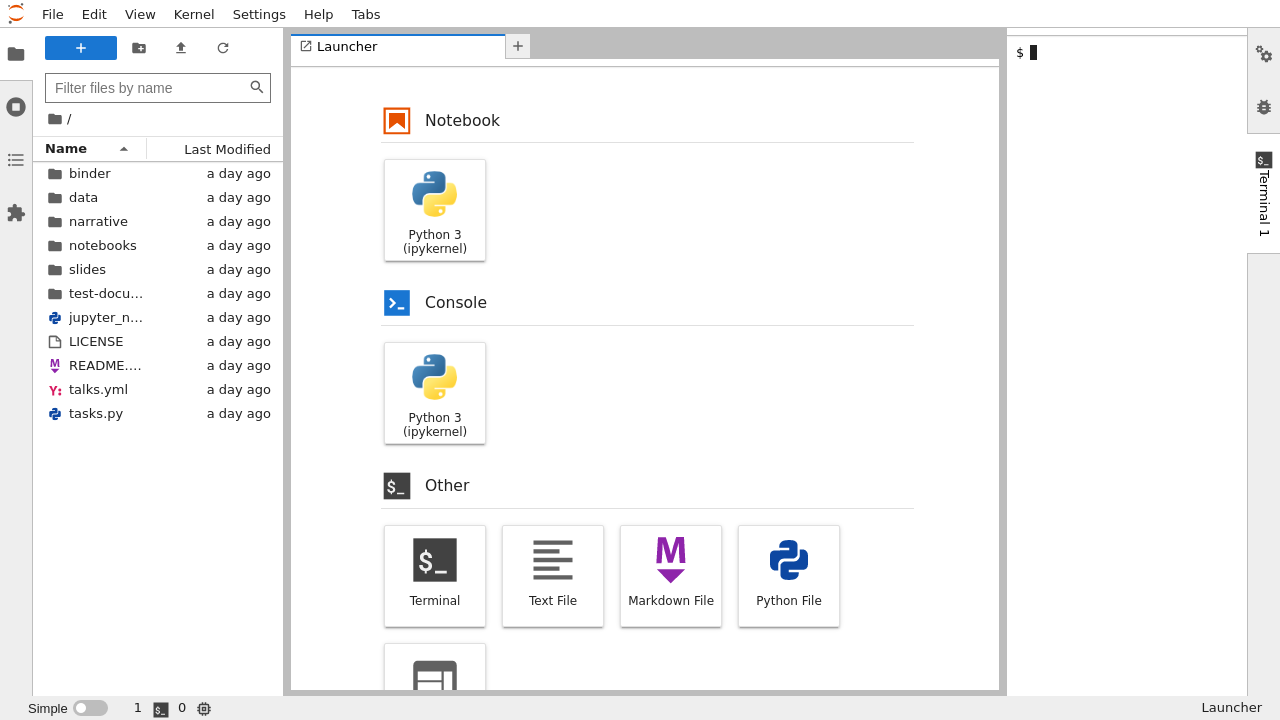 File Edit View Kernel Settings Help Tabs
Launcher
$
Filter files by name
/
Name Last Modified
binder a day ago
data a day ago
narrative a day ago
notebooks a day ago
slides a day ago
test-docu... a day ago
jupyter_n... a day ago
LICENSE a day ago
README.... a day ago
talks.yml a day ago
tasks.py a day ago
Notebook
Python 3
(ipykernel)
Console
Python 3
(ipykernel)
Other
Terminal Text File Markdown File Python File
Terminal 1
Simple 1 0 Launcher